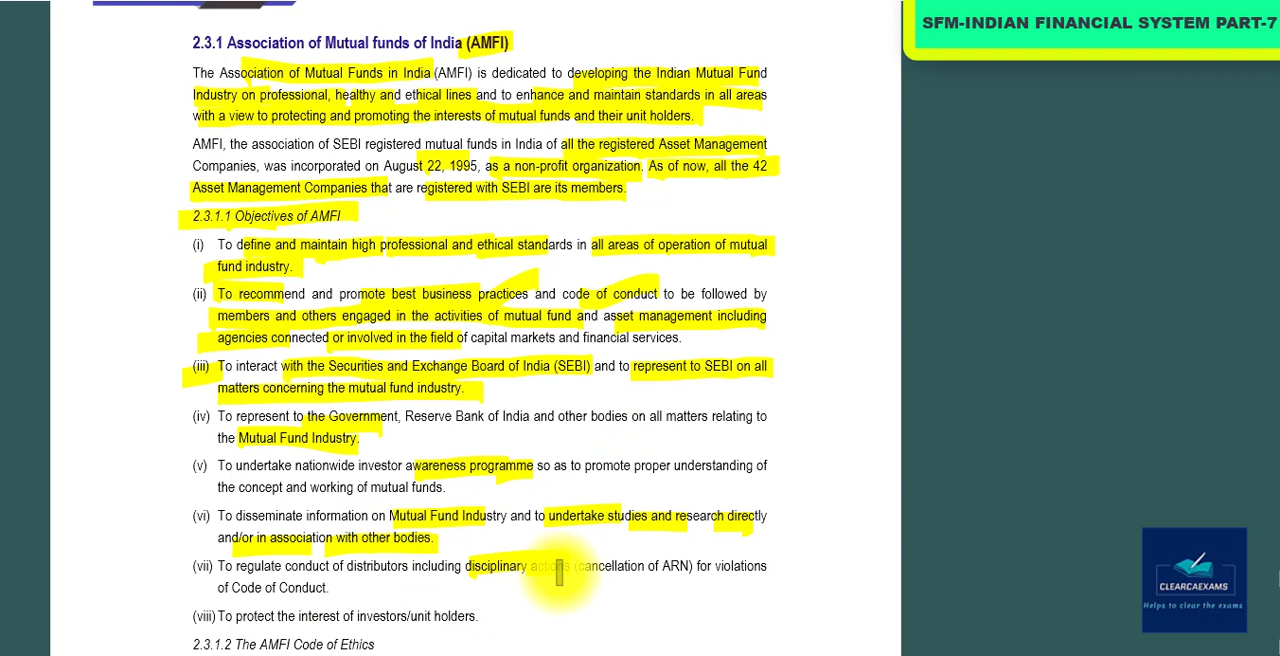 SFM-INDIAN FINANCIAL SYSTEM PART-7
2.3.1 Association of Mutual funds of India (AMFI)
The Association of Mutual Funds in India (AMFI) is dedicated to developing the Indian Mutual Fund
Industry on professional, healthy and ethical lines and to enhance and maintain standards in all areas
with a view to protecting and promoting the interests of mutual funds and their unit holders.
AMFI, the association of SEBI registered mutual funds in India of all the registered Asset Management
Companies, was incorporated on August 22, 1995, as a non-profit organization. As of now, all the 42
Asset Management Companies that are registered with SEBI are its members.
2.3.1.1 Objectives of AMFI
(i) To define and maintain high professional and ethical standards in all areas of operation of mutual
fund industry.
(ii) To recommend and promote best business practices and code of conduct to be followed by
members and others engaged in the activities of mutual fund and asset management including
agencies connected or involved in the field of capital markets and financial services.
(iii) To interact with the Securities and Exchange Board of India (SEBI) and to represent to SEBI on all
matters concerning the mutual fund industry.
(iv) To represent to the Government, Reserve Bank of India and other bodies on all matters relating to
the Mutual Fund Industry.
(v) To undertake nationwide investor awareness programme so as to promote proper understanding of
the concept and working of mutual funds.
(vi) To disseminate information on Mutual Fund Industry and to undertake studies and research directly
and/or in association with other bodies.
(vii) To regulate conduct of distributors including disciplinary actions (cancellation of ARN) for violations
of Code of Conduct.
(viii) To protect the interest of investors/unit holders.
2.3.1.2 The AMFI Code of Ethics
CLEARCAEXAMS
Helps to clear the exams